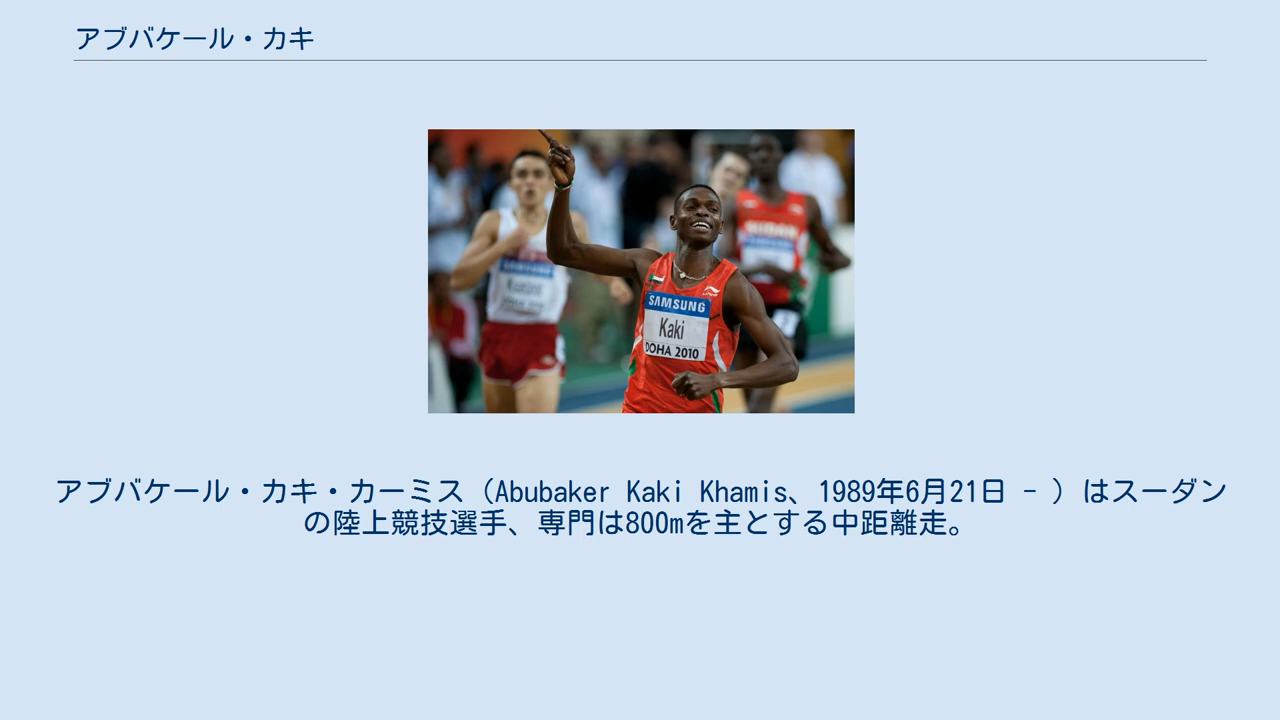 アブバケール・カキ
SAMSUNG
Kaki
DOHA 2010
アブバケール・カキ・カーミス（Abubaker Kaki Khamis、1989年6月21日 - ）はスーダン
の陸上競技選手、専門は800mを主とする中距離走。